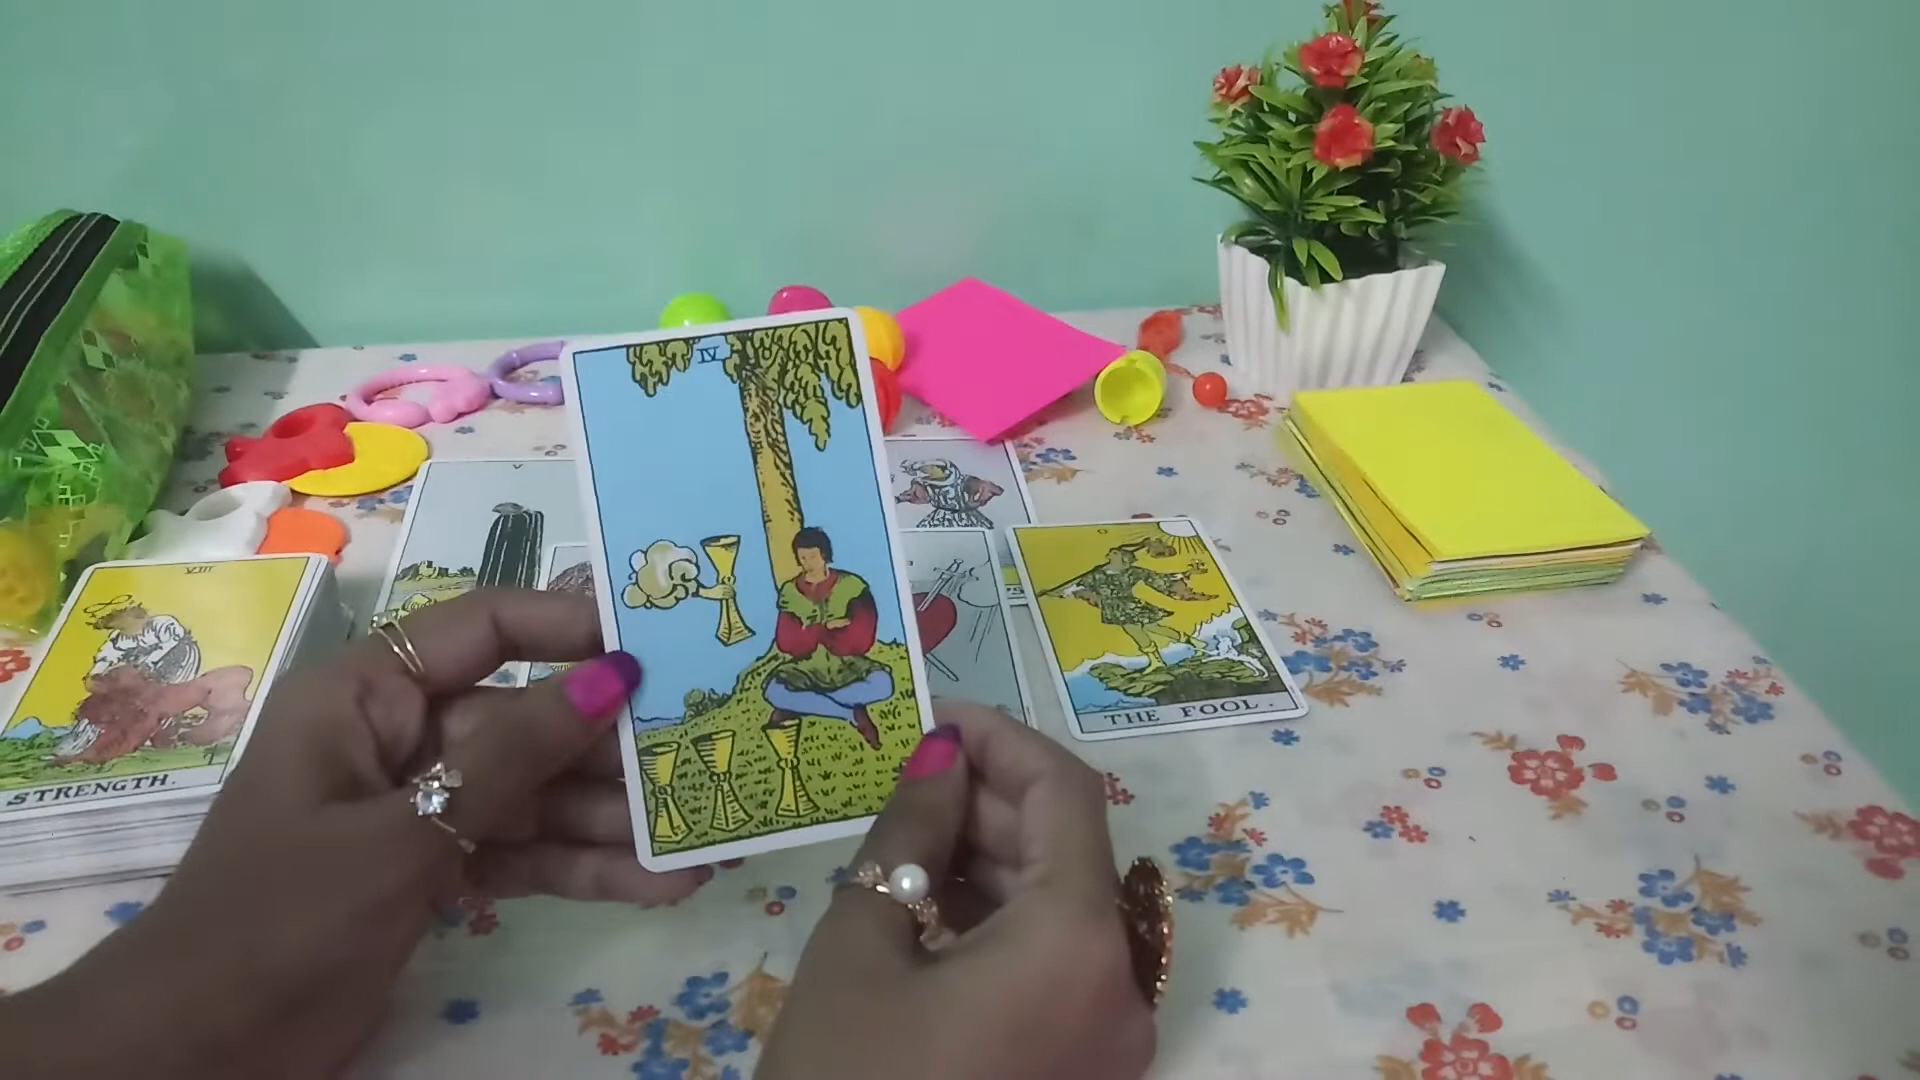 IV
V
0
VIII
THE FOOL.
STRENGTH.